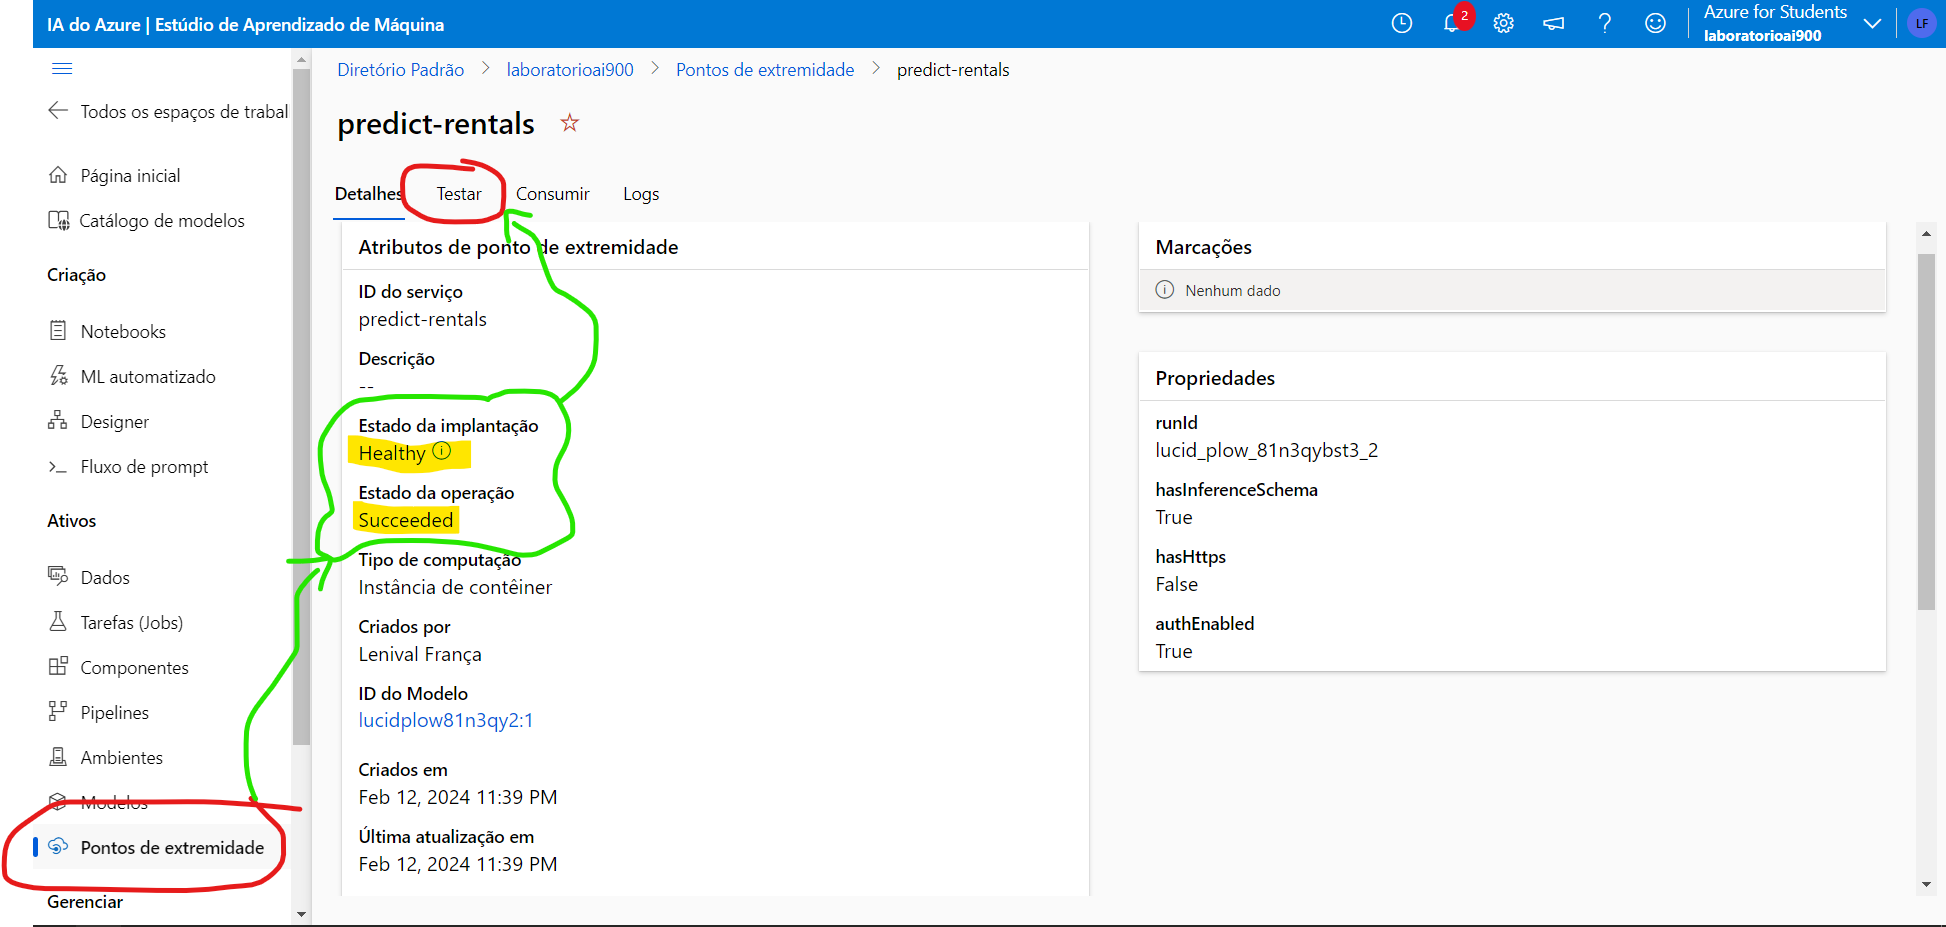 IA do Azure | Estúdio de Aprendizado de Máquina
2
Azure for Students
laboratorioai900
LF
Todos os espaços de trabal
Página inicial
Catálogo de modelos
Criação
Notebooks
ML automatizado
Designer
Fluxo de prompt
Ativos
Dados
Tarefas (Jobs)
Componentes
Pipelines
Ambientes
Modelos
Pontos de extremidade
Gerenciar
Diretório Padrão > laboratorioai900 > Pontos de extremidade > predict-rentals
predict-rentals
Detalhes Testar Consumir Logs
Atributos de ponto de extremidade
ID do serviço
predict-rentals
Descrição
--
Estado da implantação
Healthy
Estado da operação
Succeeded
Tipo de computação
Instância de contêiner
Criados por
Lenival França
ID do Modelo
lucidplow81n3qy2:1
Criados em
Feb 12, 2024 11:39 PM
Última atualização em
Feb 12, 2024 11:39 PM
Marcações
Nenhum dado
Propriedades
runId
lucid_plow_81n3qybst3_2
hasInferenceSchema
True
hasHttps
False
authEnabled
True